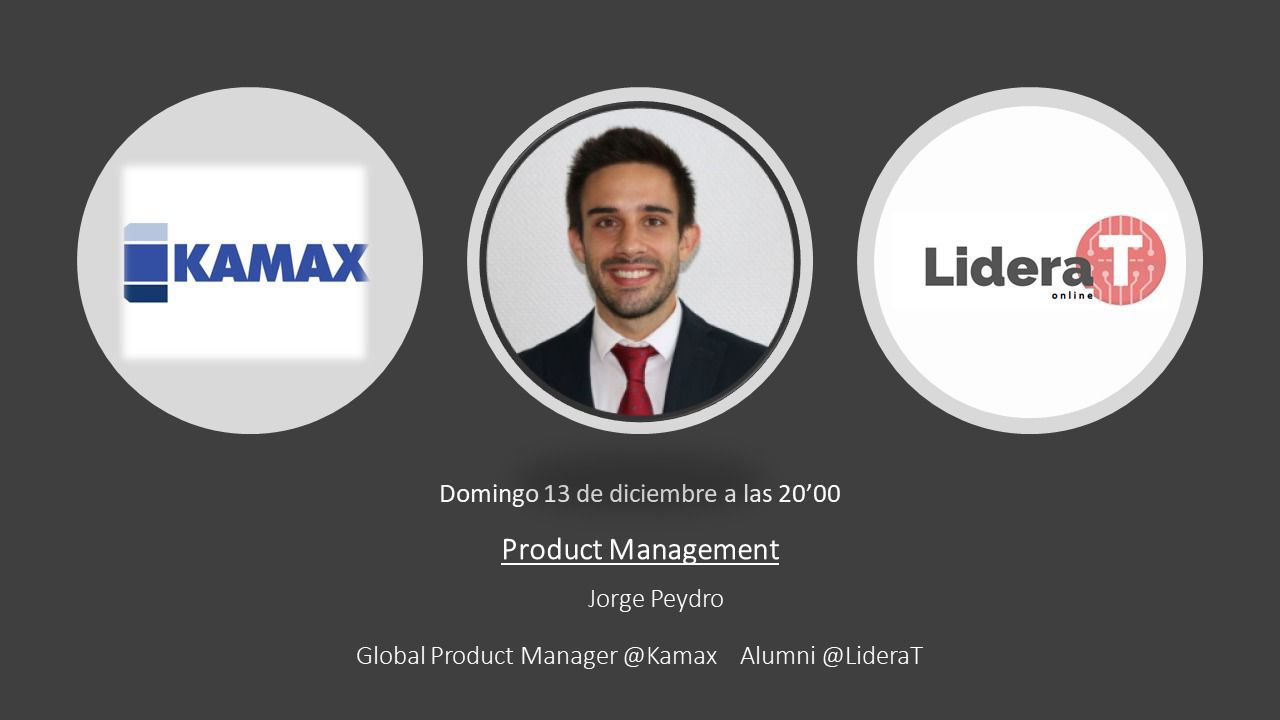 KAMAX
LideraT
online
Domingo 13 de diciembre a las 20’00
Product Management
Jorge Peydro
Global Product Manager @Kamax Alumni @LideraT